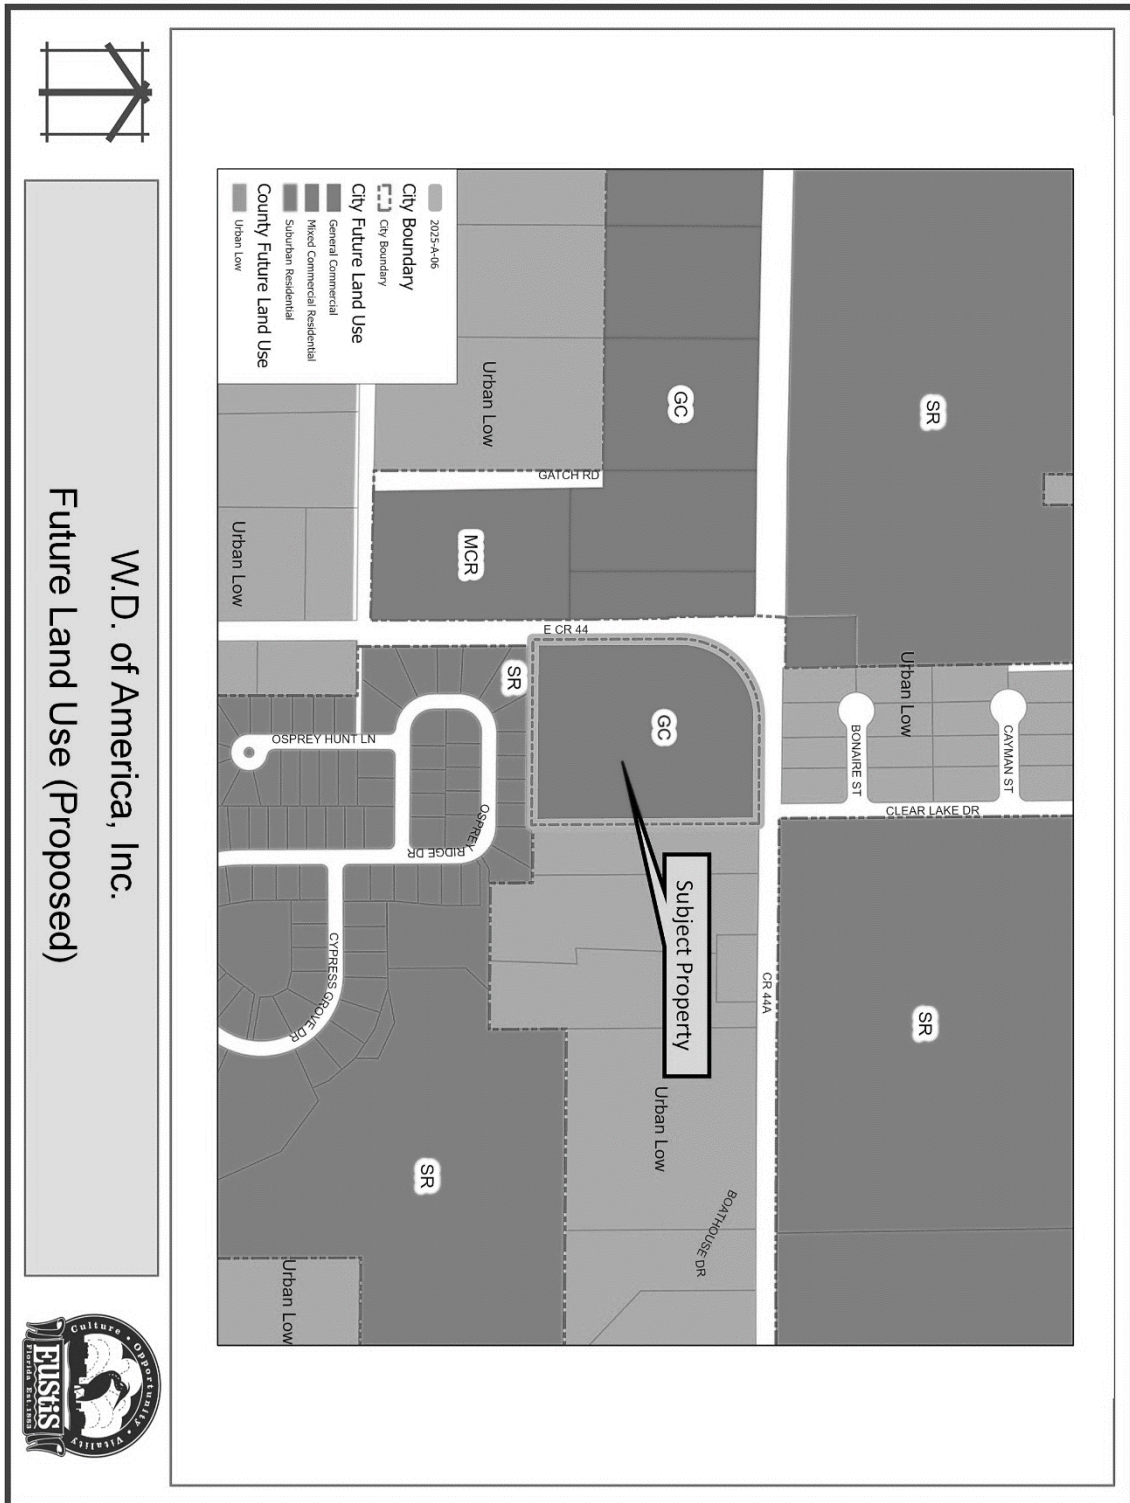 SR
SR
CAYMAN ST
BONAIRE ST
CLEAR LAKE DR
Urban Low
CR 44A
GC
GC
Subject Property
Urban Low
BOATHOUSE DR
GATCH RD
E CR 44
Urban Low
MCR
SR
OSPREY RIDGE DR
OSPREY HUNT LN
CYPRESS GROVE DR
SR
Urban Low
Urban Low
2025-A-06
City Boundary
City Boundary
City Future Land Use
General Commercial
Mixed Commercial Residential
Suburban Residential
County Future Land Use
Urban Low
W.D. of America, Inc.
Future Land Use (Proposed)
Culture • Opportunity • Vitality
EUSTIS
Florida Est.1883